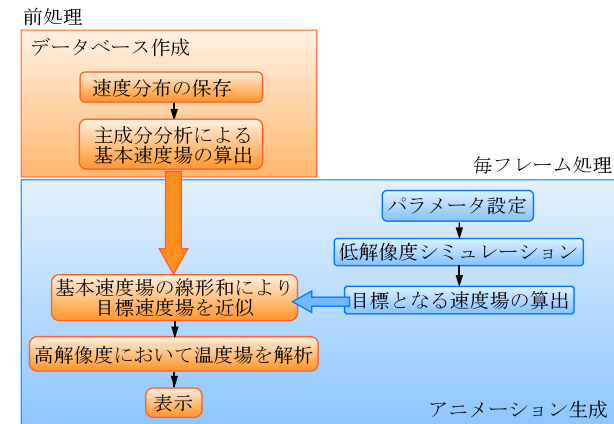 前処理
データベース作成
速度分布の保存
主成分分析による
基本速度場の算出
毎フレーム処理
パラメータ設定
低解像度シミュレーション
目標となる速度場の算出
基本速度場の線形和により
目標速度場を近似
高解像度において温度場を解析
表示
アニメーション生成